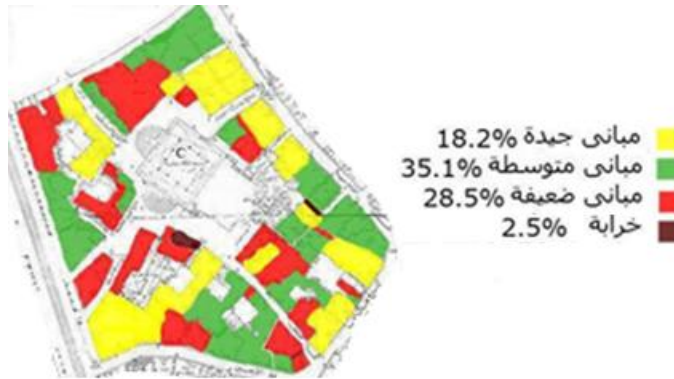 مبانى جيدة 18.2%
مبانى متوسطة 35.1%
مبانى ضعيفة 28.5%
خرابة 2.5%
C